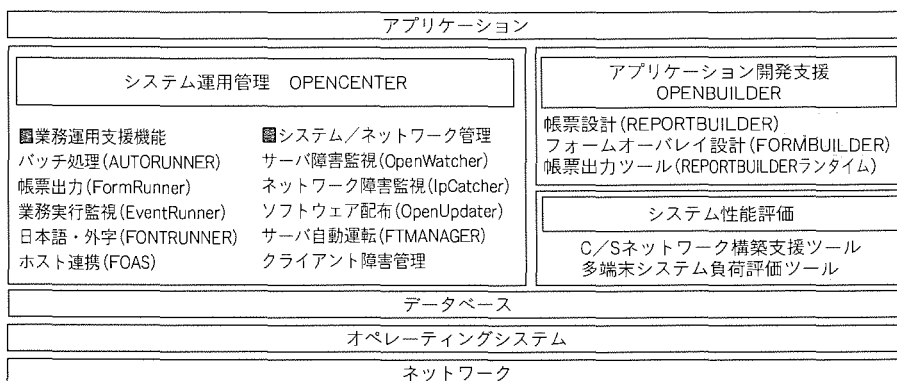 アプリケーション
システム運用管理 OPENCENTER
業務運用支援機能
バッチ処理(AUTORUNNER)
帳票出力(FormRunner)
業務実行監視(EventRunner)
日本語・外字(FONTRUNNER)
ホスト連携(FOAS)
システム/ネットワーク管理
サーバ障害監視(OpenWatcher)
ネットワーク障害監視(IpCatcher)
ソフトウェア配布(OpenUpdater)
サーバ自動運転(FTMANAGER)
クライアント障害管理
アプリケーション開発支援
OPENBUILDER
帳票設計(REPORTBUILDER)
フォームオーバレイ設計(FORMBUILDER)
帳票出力ツール(REPORTBUILDERランタイム)
システム性能評価
C/Sネットワーク構築支援ツール
多端末システム負荷評価ツール
データベース
オペレーティングシステム
ネットワーク